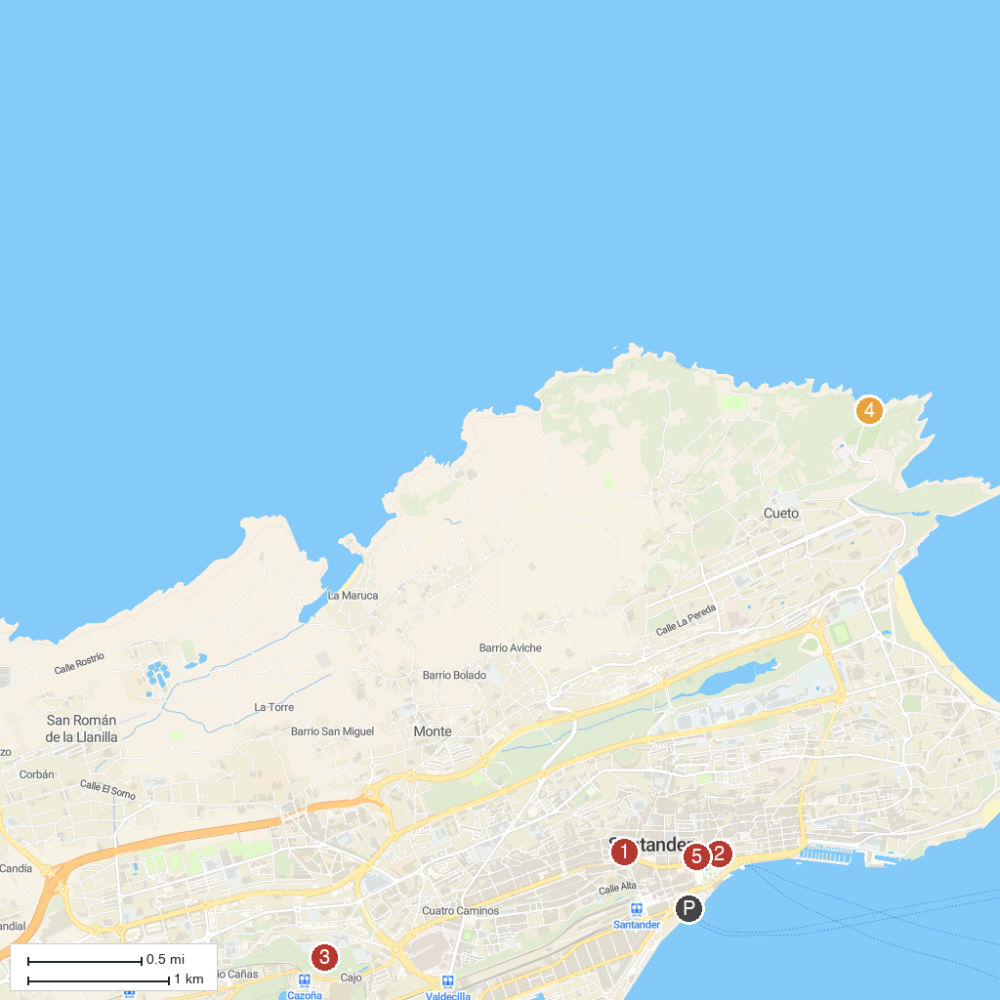 4
Cueto
La Maruca
Calle La Pereda
Barrio Aviche
Calle Rostrío
Barrio Bolado
La Torre
San Román
de la Llanilla
Barrio San Miguel
Monte
Corbán
Calle El Somo
Santander
1
5
2
Candía
Calle Alta
Cuatro Caminos
P
Santander
3
Cajo
Cazoña
Valdecilla
0.5 mi
1 km